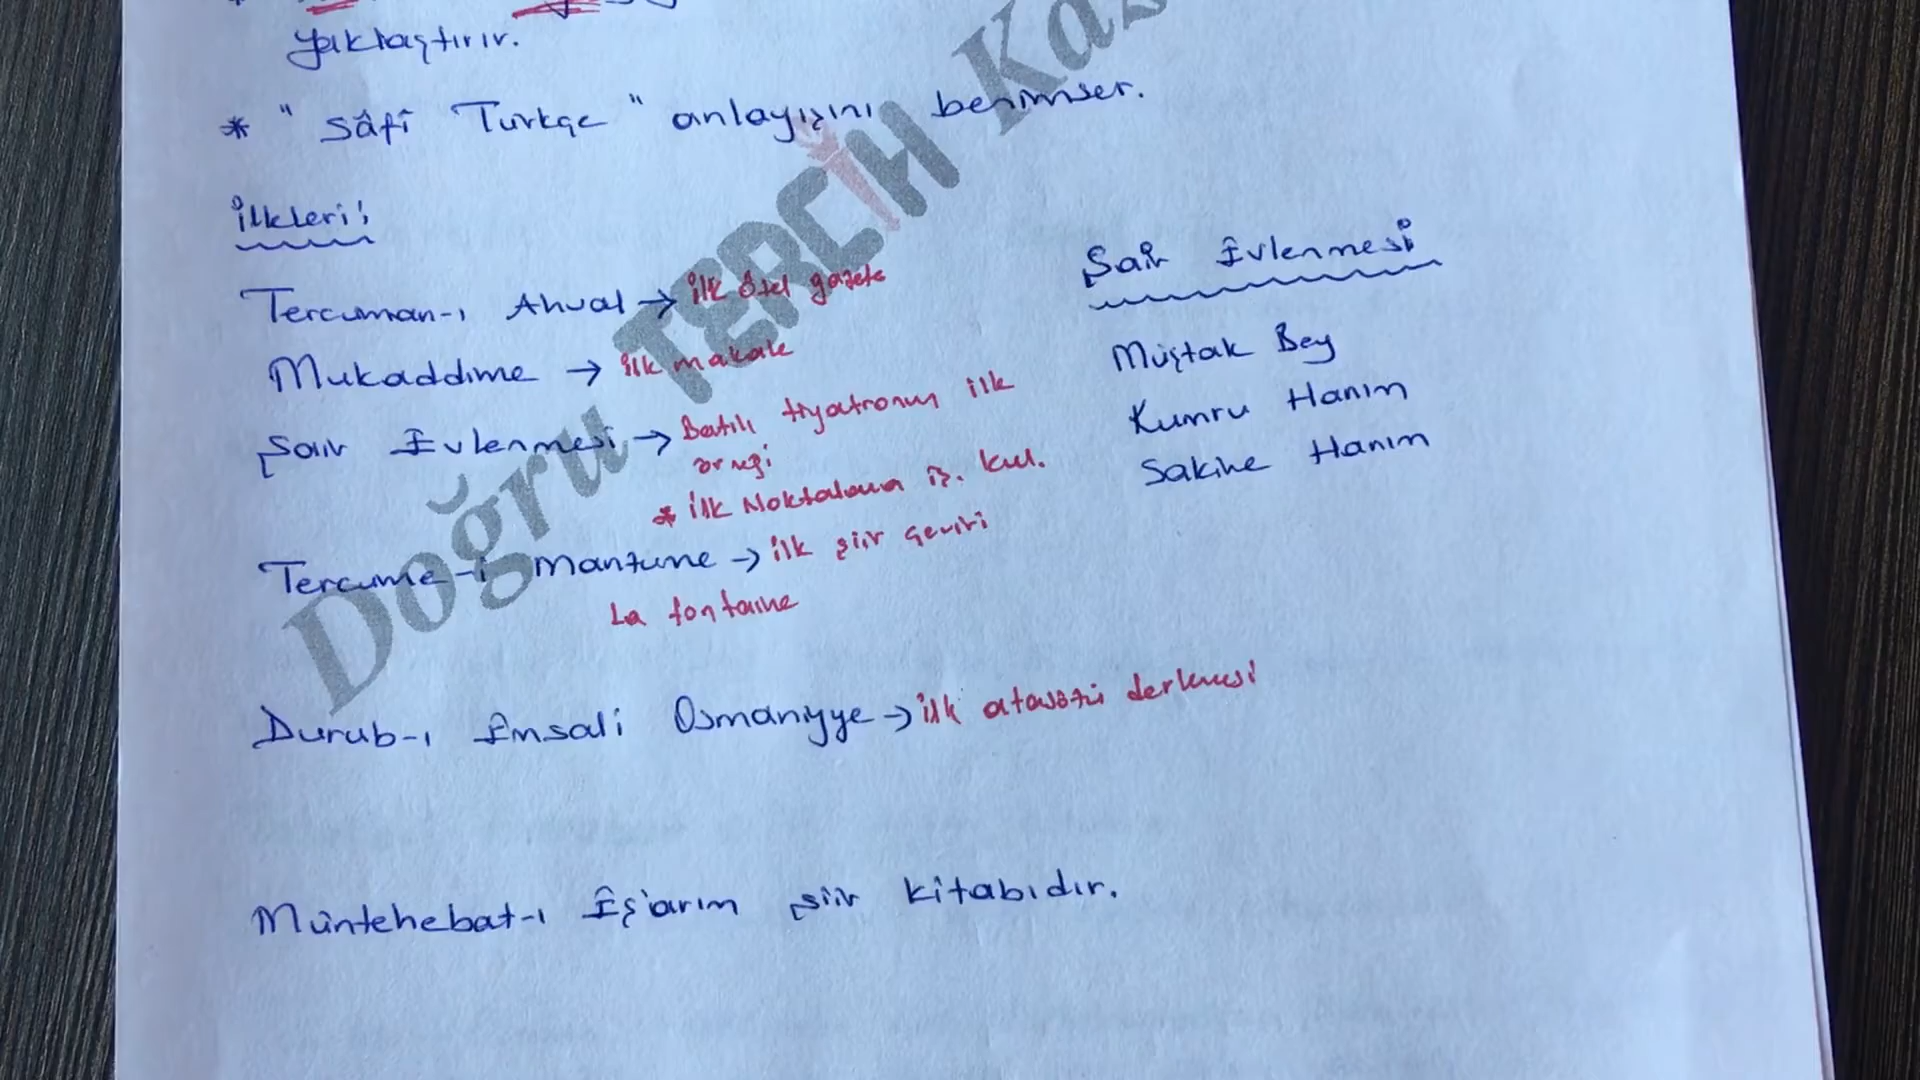 yaklaştırır.
* "Sâfî Türkçe" anlayışını benimser.
İlkleri!
Tercuman-ı Ahval → ilk özel gazete
Mukaddime → ilk makale
Şair Evlenmesi → Batılı tiyatronun ilk
örneği
* ilk Noktalama iş. kul.
Tercume-i Manzume → ilk şiir çeviri
La fontaine
Durub-ı Emsali Osmaniyye → ilk atasözü derlemesi
Müntehebat-ı Eş'arım şiir kitabıdır.
Şair Evlenmesi
Müştak Bey
Kumru Hanım
Sakine Hanım
Doğru TERCİH